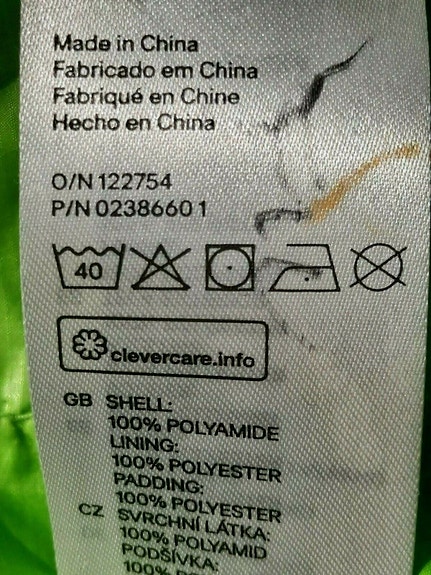 Made in China
Fabricado em China
Fabriqué en Chine
Hecho en China
O/N 122754
P/N 02386601
40
clevercare.info
GB SHELL:
100% POLYAMIDE
LINING:
100% POLYESTER
PADDING:
100% POLYESTER
CZ SVRCHNÍ LÁTKA:
100% POLYAMID
PODŠÍVKA:
100%